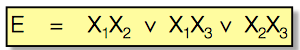 E = X₁X₂ ∨ X₁X₃ ∨ X₂X₃